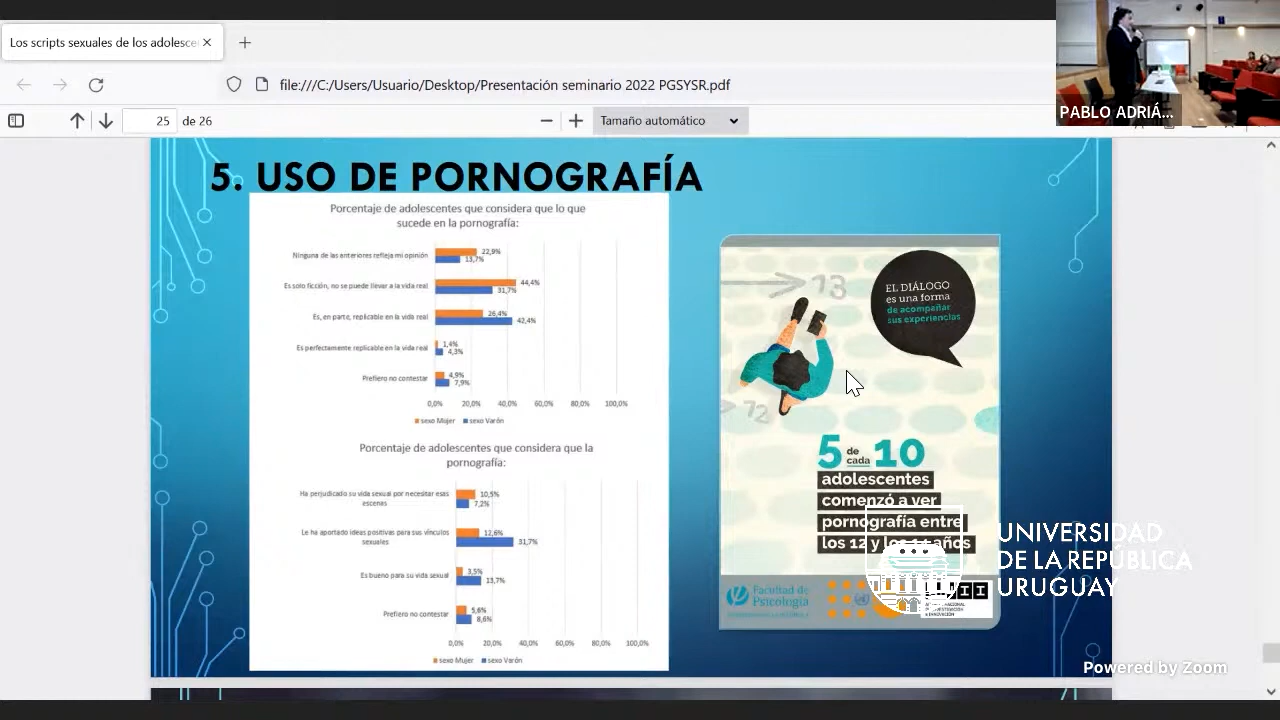 Los scripts sexuales de los adolesce
file:///C:/Users/Usuario/Desktop/Presentación seminario 2022 PGSYSR.pdf
25 de 26
Tamaño automático
PABLO ADRIÁ...
5. USO DE PORNOGRAFÍA
Porcentaje de adolescentes que considera que lo que
sucede en la pornografía:
Ninguna de las anteriores refleja mi opinión
22,9%
13,7%
Es solo ficción, no se puede llevar a la vida real
44,4%
31,7%
Es, en parte, replicable en la vida real
26,4%
42,4%
Es perfectamente replicable en la vida real
1,4%
4,3%
Prefiero no contestar
4,9%
7,9%
0,0% 20,0% 40,0% 60,0% 80,0% 100,0%
sexo Mujer sexo Varón
Porcentaje de adolescentes que considera que la
pornografía:
Ha perjudicado su vida sexual por necesitar esas
escenas
10,5%
7,2%
Le ha aportado ideas positivas para sus vínculos
sexuales
12,6%
31,7%
Es bueno para su vida sexual
3,5%
13,7%
Prefiero no contestar
5,6%
8,6%
0,0% 20,0% 40,0% 60,0% 80,0% 100,0%
sexo Mujer sexo Varón
> 13
EL DIÁLOGO
es una forma
de acompañar
sus experiencias
> 12
5 de cada 10
adolescentes
comenzó a ver
pornografía entre
los 12 y los 14 años
Facultad de
Psicología
UNIVERSIDAD
DE LA REPÚBLICA
URUGUAY
Powered by Zoom